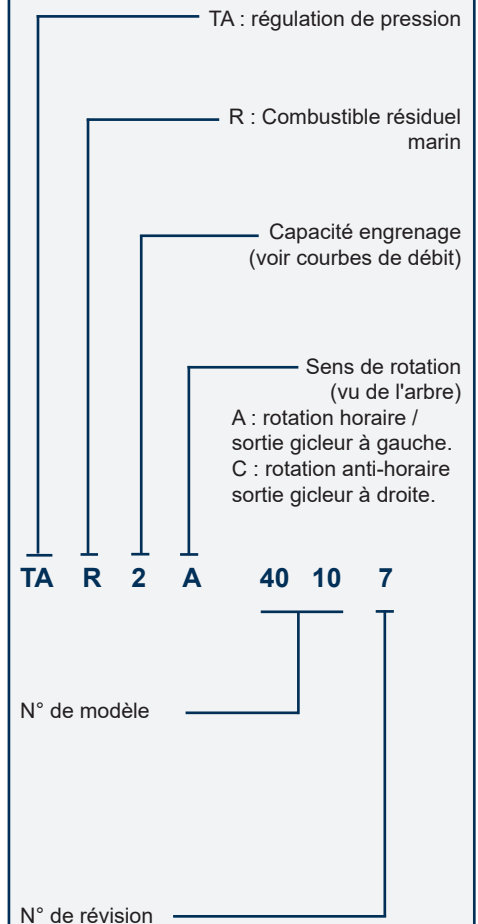 TA : régulation de pression
R : Combustible résiduel
marin
Capacité engrenage
(voir courbes de débit)
Sens de rotation
(vu de l'arbre)
A : rotation horaire /
sortie gicleur à gauche.
C : rotation anti-horaire
sortie gicleur à droite.
TA R 2 A 40 10 7
N° de modèle
N° de révision